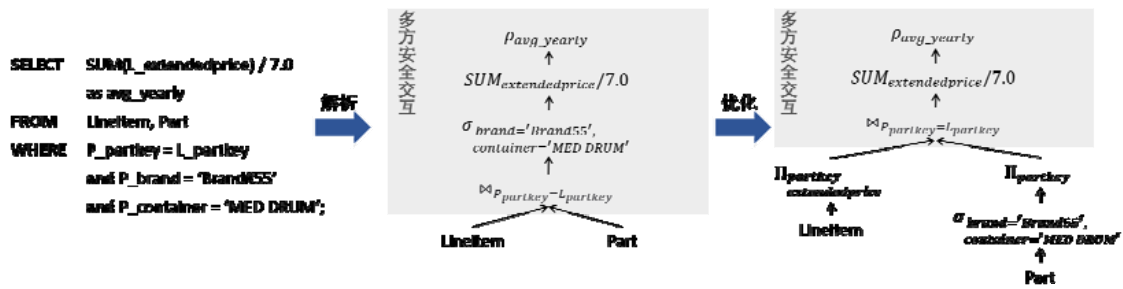 SELECT SUM(L_extendedprice) / 7.0
as avg_yearly
FROM LineItem, Part
WHERE P_partkey = L_partkey
and P_brand = 'Brand#55'
and P_container = 'MED DRUM';
解析
多方安全交互
ρavg_yearly
SUMextendedprice/7.0
σbrand='Brand55',
container='MED DRUM'
⋈Ppartkey=Lpartkey
LineItem Part
优化
多方安全交互
ρavg_yearly
SUMextendedprice/7.0
⋈Ppartkey=Lpartkey
Πpartkey
extendedprice
LineItem
Πpartkey
σbrand='Brand55',
container='MED DRUM'
Part